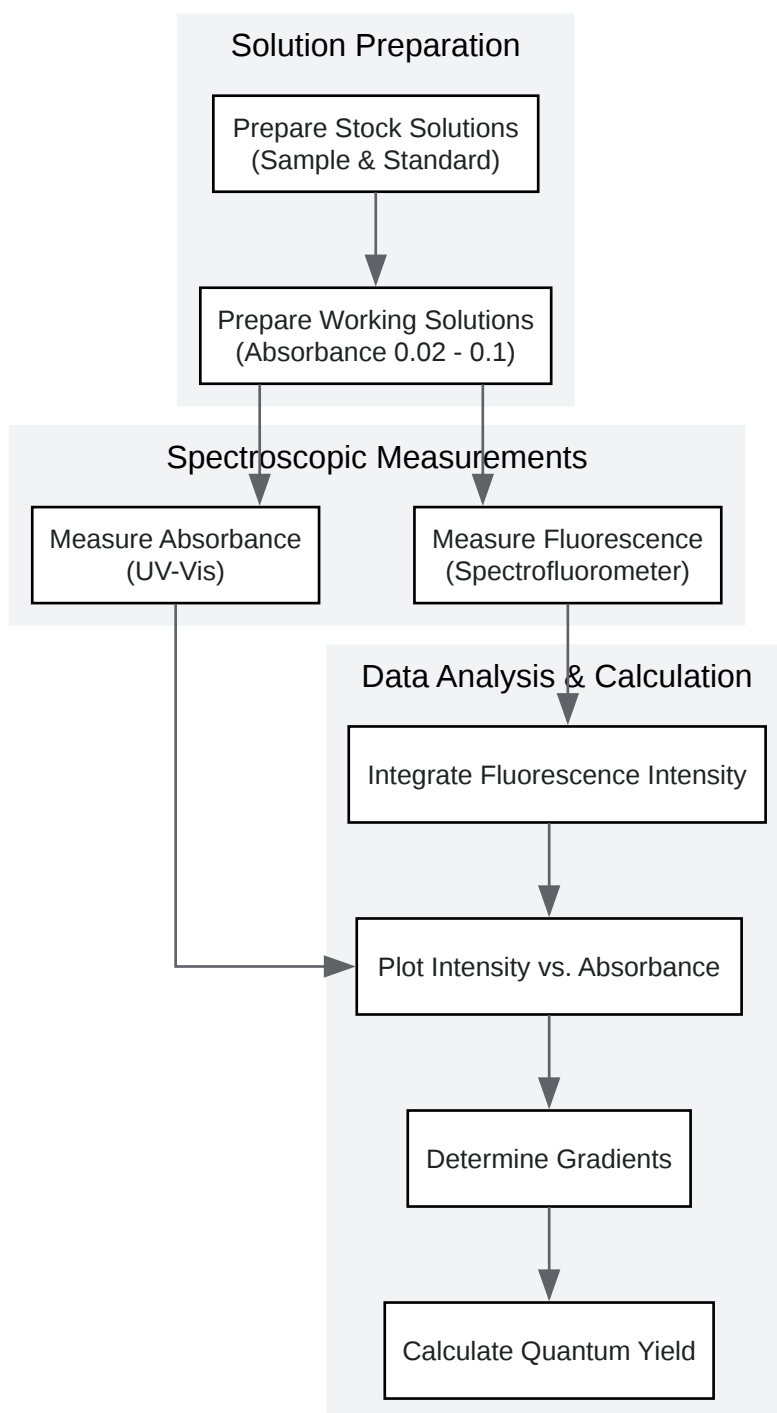 Solution Preparation
Prepare Stock Solutions
(Sample & Standard)
Prepare Working Solutions
(Absorbance 0.02 - 0.1)
Spectroscopic Measurements
Measure Absorbance
(UV-Vis)
Measure Fluorescence
(Spectrofluorometer)
Data Analysis & Calculation
Integrate Fluorescence Intensity
Plot Intensity vs. Absorbance
Determine Gradients
Calculate Quantum Yield